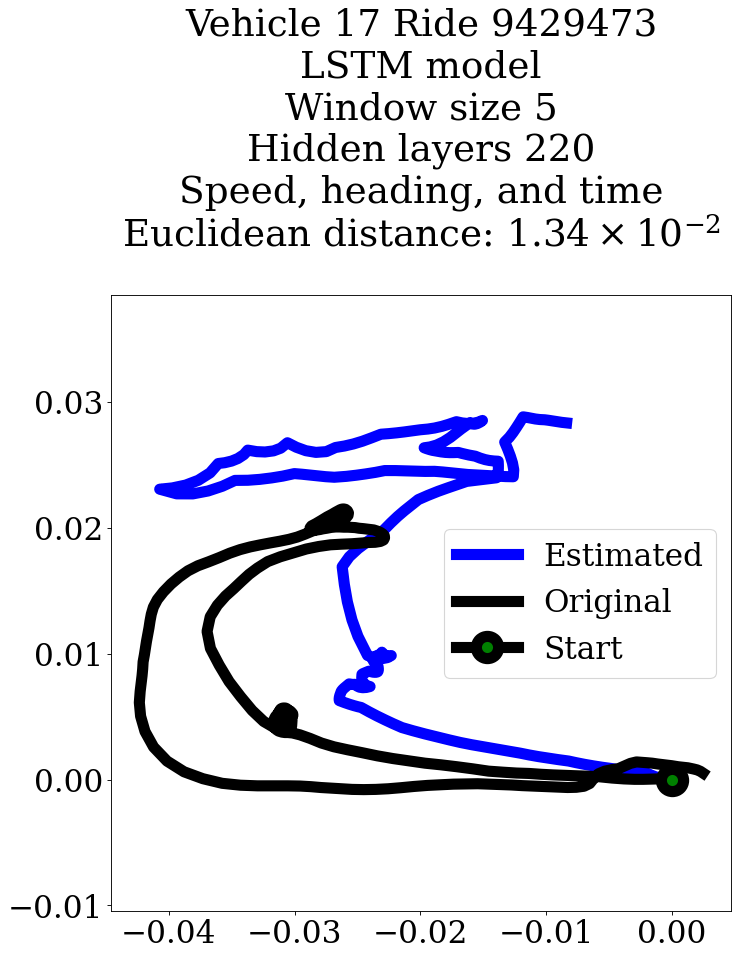 Vehicle 17 Ride 9429473
LSTM model
Window size 5
Hidden layers 220
Speed, heading, and time
Euclidean distance: 1.34 × 10⁻²
0.03
0.02
0.01
0.00
−0.01
Estimated
Original
Start
−0.04 −0.03 −0.02 −0.01 0.00